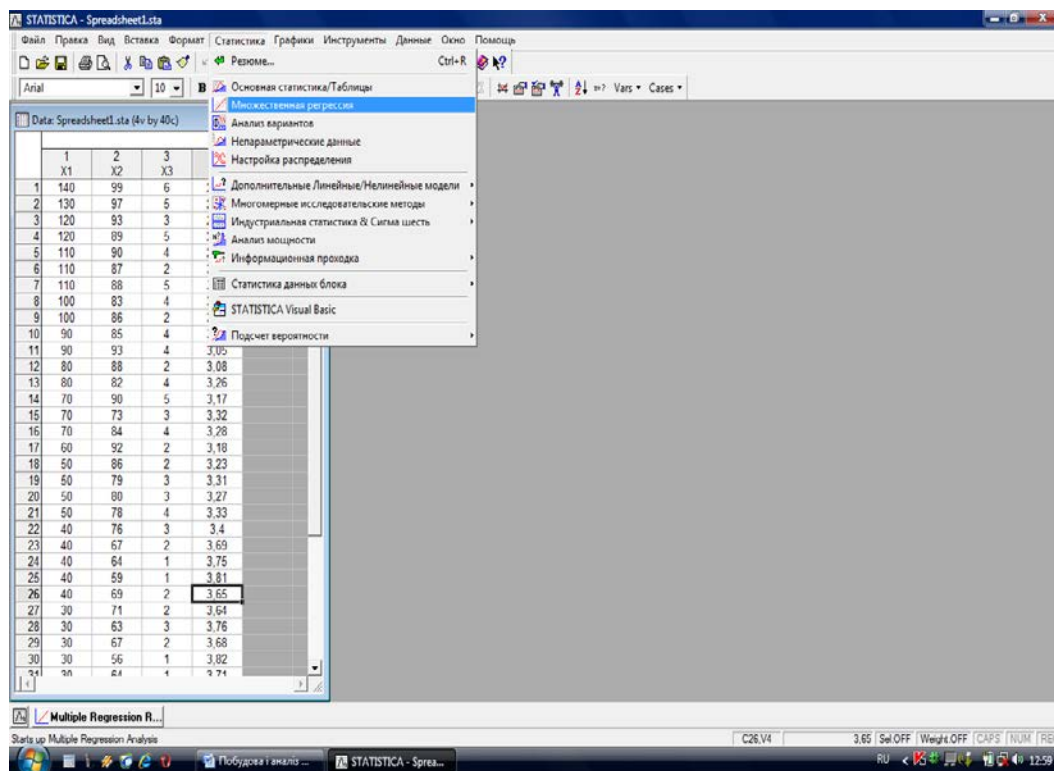 STATISTICA - Spreadsheet1.sta
Файл Правка Вид Вставка Формат Статистика Графики Инструменты Данные Окно Помощь
Резюме... Ctrl+R
Arial 10 B Vars Cases
Основная статистика/Таблицы
Множественная регрессия
Анализ вариантов
Непараметрические данные
Настройка распределения
Дополнительные Линейные/Нелинейные модели
Многомерные исследовательские методы
Индустриальная статистика & Сигма шесть
Анализ мощности
Информационная проходка
Статистика данных блока
STATISTICA Visual Basic
Подсчет вероятности
Data: Spreadsheet1.sta (4v by 40c)
1 2 3
X1 X2 X3
1 140 99 6
2 130 97 5
3 120 93 3
4 120 89 5
5 110 90 4
6 110 87 2
7 110 88 5
8 100 83 4
9 100 86 2
10 90 85 4
11 90 93 4 3,05
12 80 88 2 3,08
13 80 82 4 3,26
14 70 90 5 3,17
15 70 73 3 3,32
16 70 84 4 3,28
17 60 92 2 3,18
18 50 86 2 3,23
19 50 79 3 3,31
20 50 80 3 3,27
21 50 78 4 3,33
22 40 76 3 3,4
23 40 67 2 3,69
24 40 64 1 3,75
25 40 59 1 3,81
26 40 69 2 3,65
27 30 71 2 3,64
28 30 63 3 3,76
29 30 67 2 3,68
30 30 56 1 3,82
31 30 64 1 3,71
Multiple Regression R...
Starts up Multiple Regression Analysis C26,V4 3,65 Sel:OFF Weight:OFF CAPS NUM
Побудова і аналіз ... STATISTICA - Sprea... RU 12:59